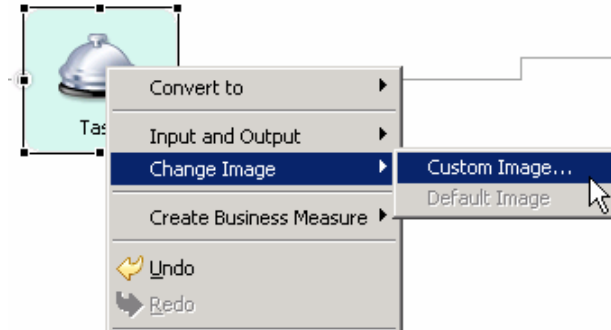 Convert to
Tas
Input and Output
Change Image
Custom Image...
Default Image
Create Business Measure
Undo
Redo